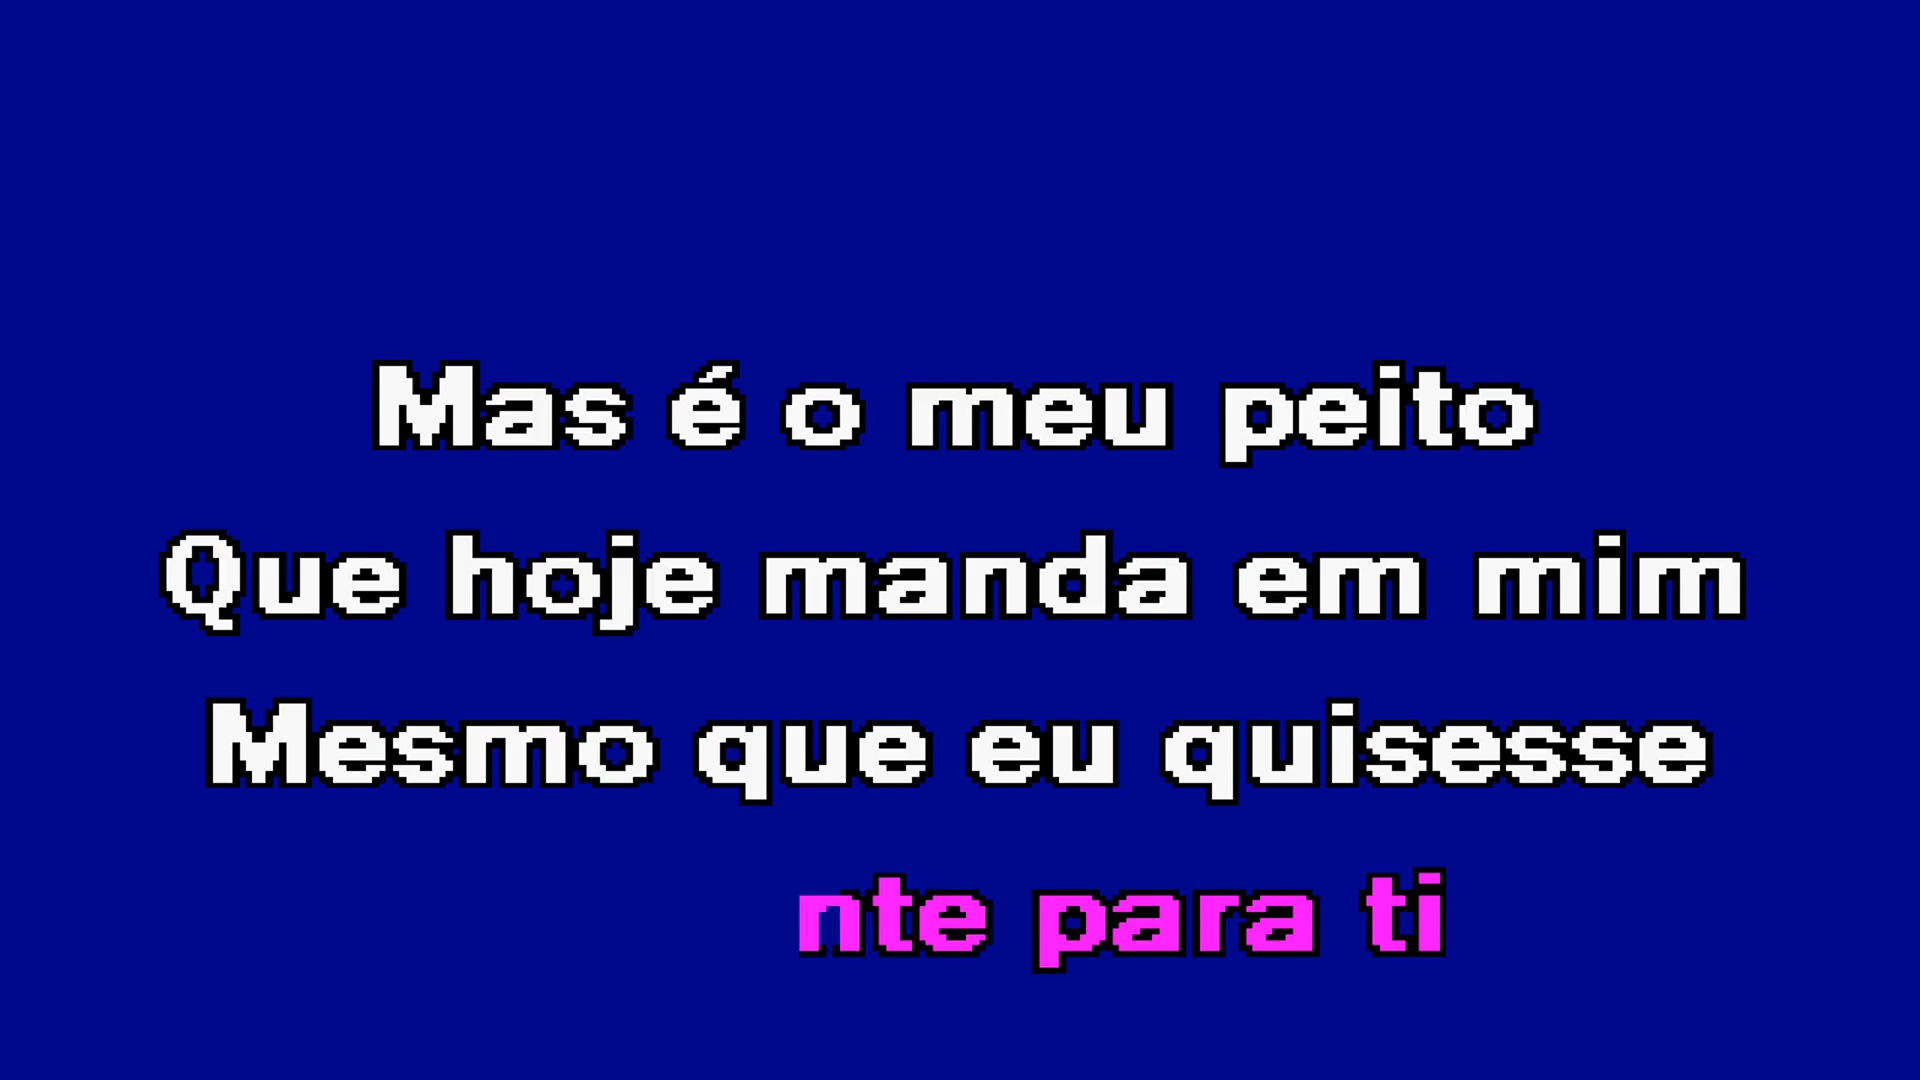 Mas é o meu peito
Que hoje manda em mim
Mesmo que eu quisesse
nte para ti